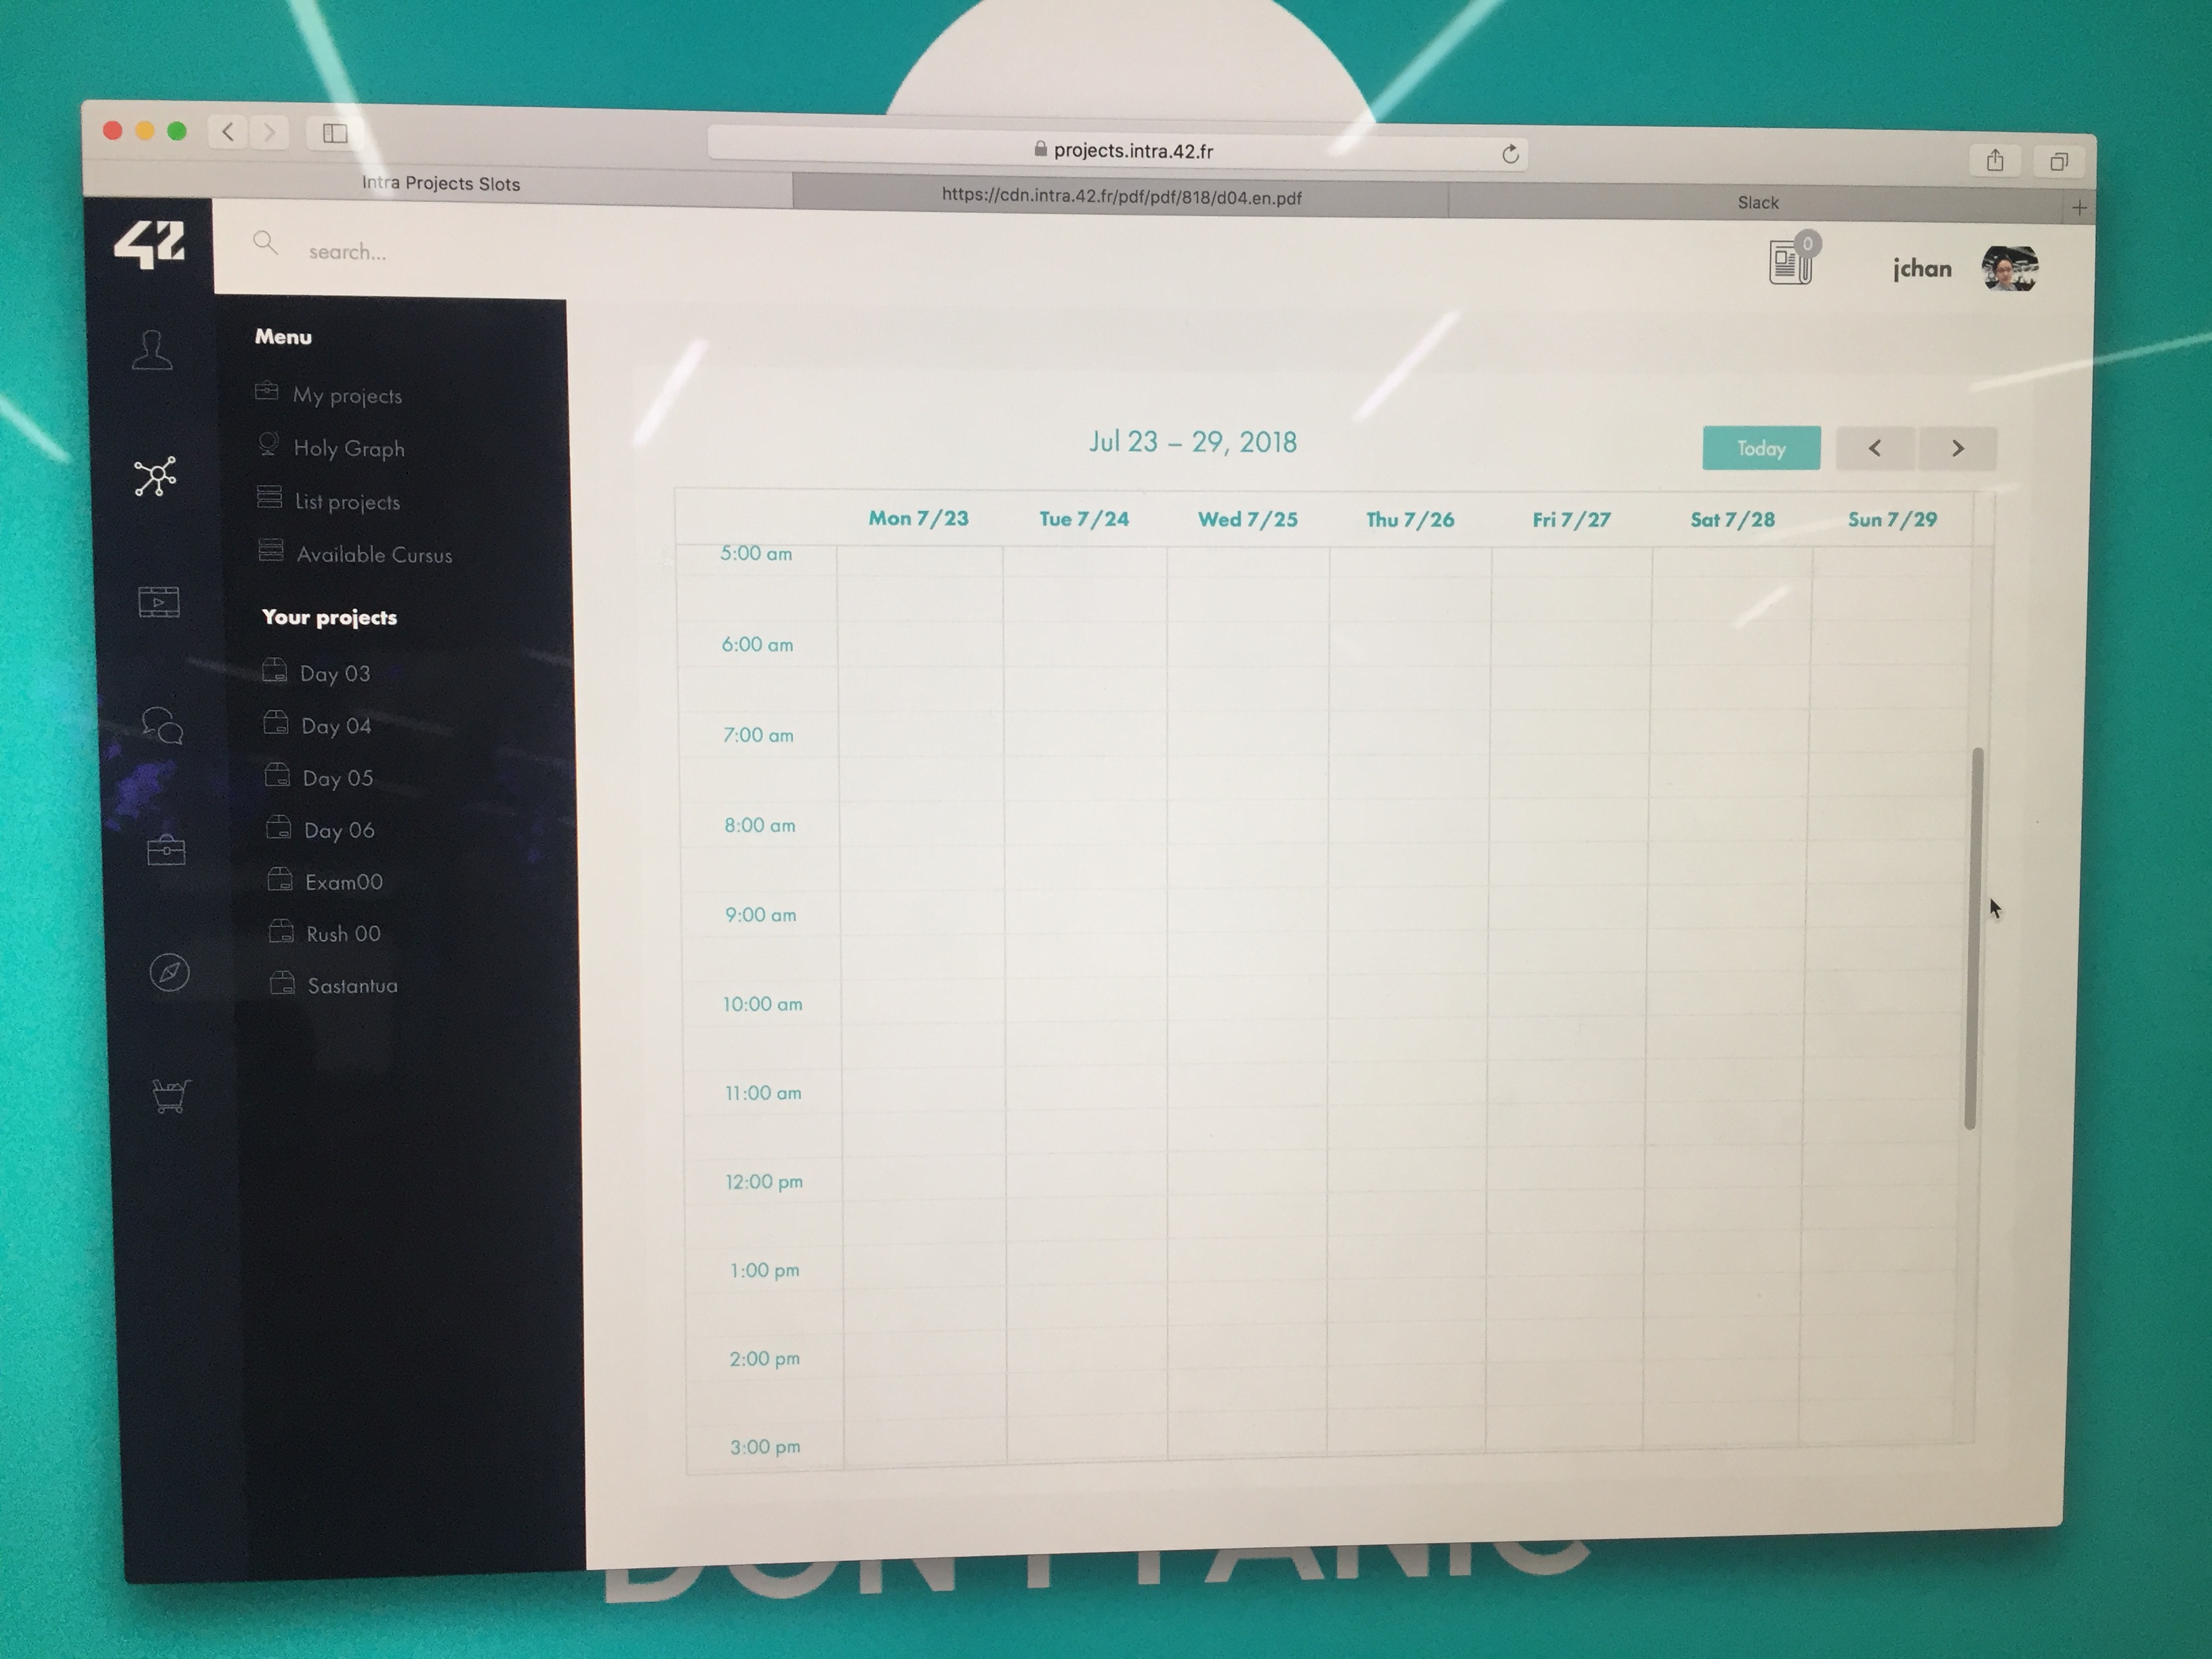 projects.intra.42.fr
Intra Projects Slots
https://cdn.intra.42.fr/pdf/pdf/818/d04.en.pdf
Slack
42
search...
0
jchan
Menu
My projects
Holy Graph
List projects
Available Cursus
Your projects
Day 03
Day 04
Day 05
Day 06
Exam00
Rush 00
Sastantua
Jul 23 – 29, 2018
Today
Mon 7/23
Tue 7/24
Wed 7/25
Thu 7/26
Fri 7/27
Sat 7/28
Sun 7/29
5:00 am
6:00 am
7:00 am
8:00 am
9:00 am
10:00 am
11:00 am
12:00 pm
1:00 pm
2:00 pm
3:00 pm
DON'T PANIC